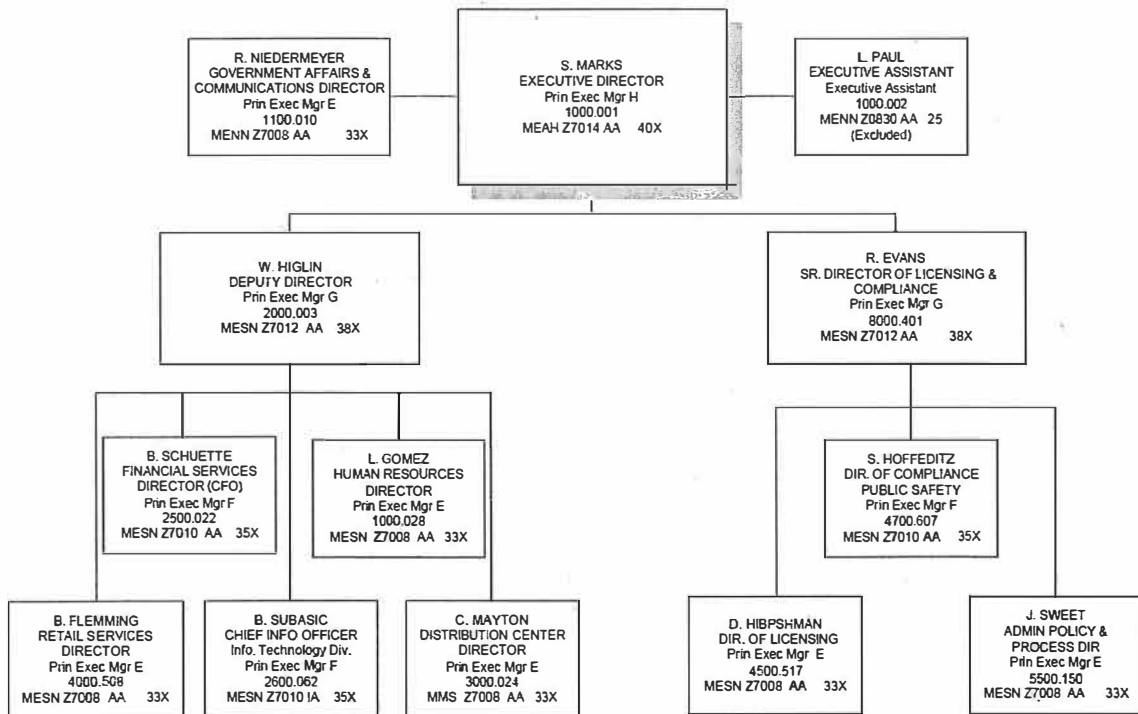 R. NIEDERMEYER
GOVERNMENT AFFAIRS &
COMMUNICATIONS DIRECTOR
Prin Exec Mgr E
1100.010
MENN Z7008 AA 33X
S. MARKS
EXECUTIVE DIRECTOR
Prin Exec Mgr H
1000.001
MEAH Z7014 AA 40X
L. PAUL
EXECUTIVE ASSISTANT
Executive Assistant
1000.002
MENN Z0830 AA 25
(Excluded)
W. HIGLIN
DEPUTY DIRECTOR
Prin Exec Mgr G
2000.003
MESN Z7012 AA 38X
R. EVANS
SR. DIRECTOR OF LICENSING &
COMPLIANCE
Prin Exec Mgr G
8000.401
MESN Z7012 AA 38X
B. SCHUETTE
FINANCIAL SERVICES
DIRECTOR (CFO)
Prin Exec Mgr F
2500.022
MESN Z7010 AA 35X
L. GOMEZ
HUMAN RESOURCES
DIRECTOR
Prin Exec Mgr E
1000.028
MESN Z7008 AA 33X
S. HOFFEDITZ
DIR. OF COMPLIANCE
PUBLIC SAFETY
Prin Exec Mgr F
4700.607
MESN Z7010 AA 35X
B. FLEMMING
RETAIL SERVICES
DIRECTOR
Prin Exec Mgr E
4000.508
MESN Z7008 AA 33X
B. SUBASIC
CHIEF INFO OFFICER
Info. Technology Div.
Prin Exec Mgr F
2600.062
MESN Z7010 IA 35X
C. MAYTON
DISTRIBUTION CENTER
DIRECTOR
Prin Exec Mgr E
3000.024
MMS Z7008 AA 33X
D. HIBPSHMAN
DIR. OF LICENSING
Prin Exec Mgr E
4500.517
MESN Z7008 AA 33X
J. SWEET
ADMIN POLICY &
PROCESS DIR
Prin Exec Mgr E
5500.150
MESN Z7008 AA 33X